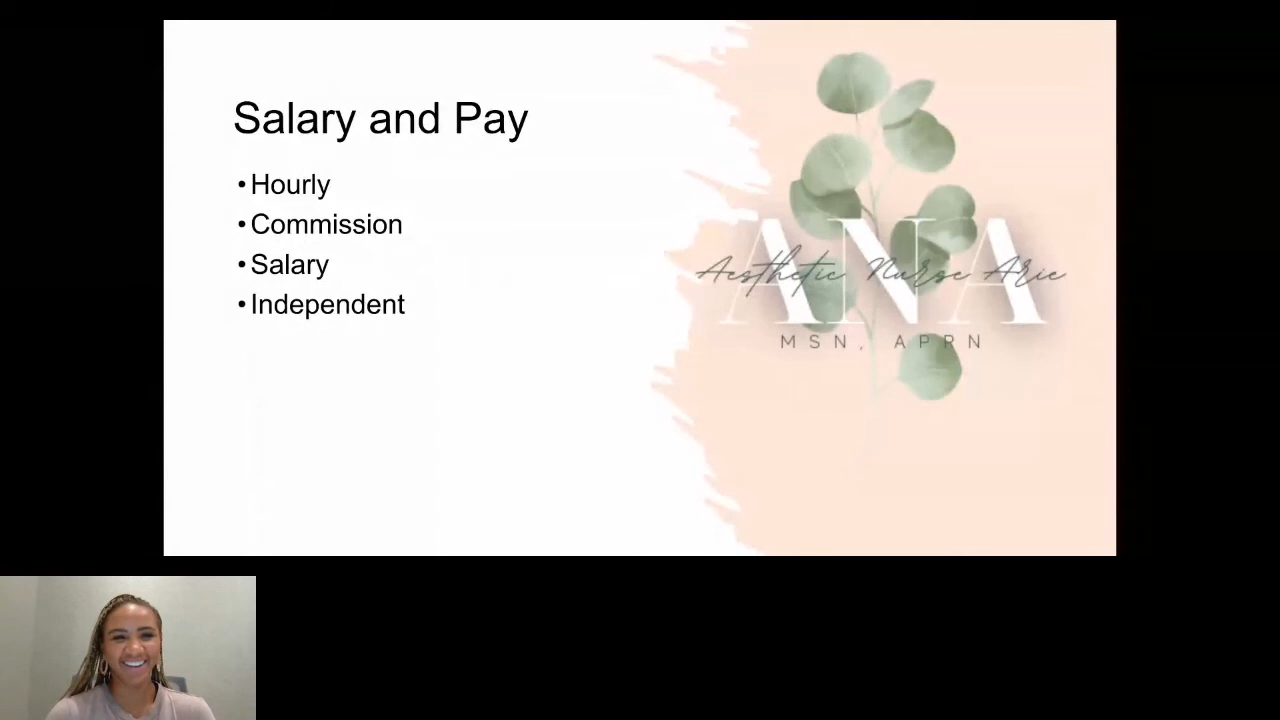 Salary and Pay
•Hourly
•Commission
•Salary
•Independent
ANA
Aesthetic Nurse Arie
MSN, APRN